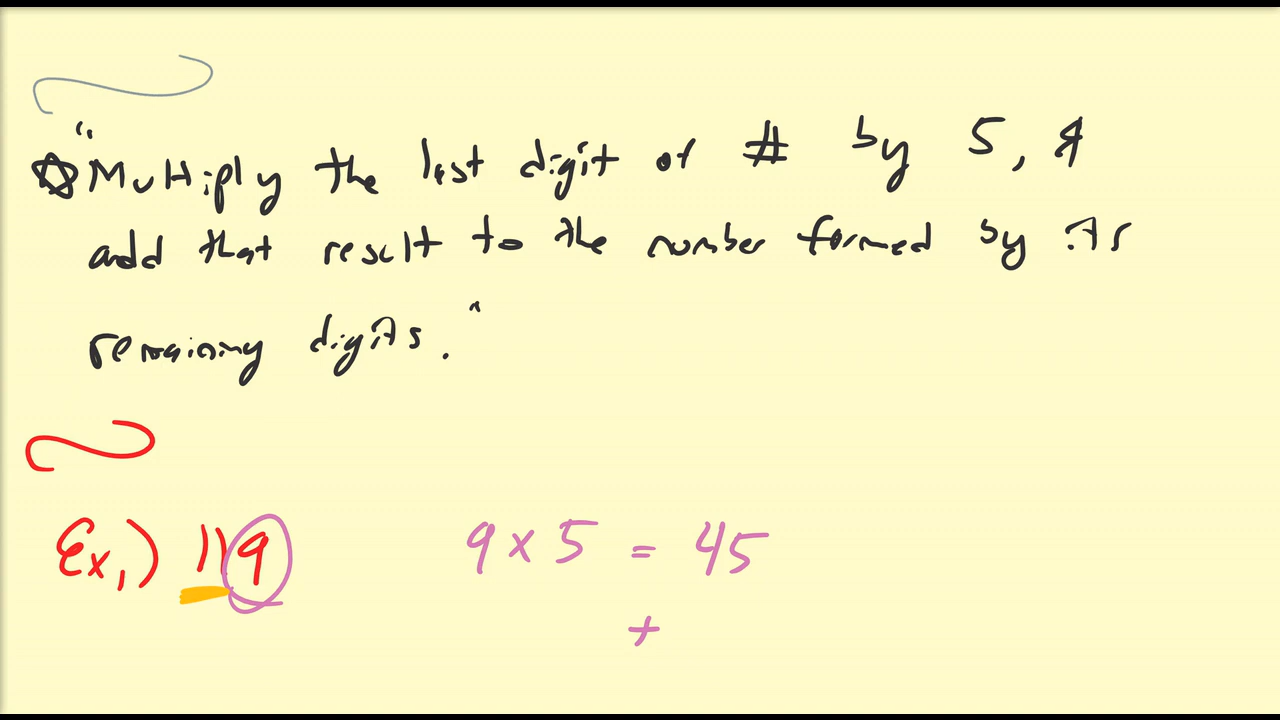 "
☆ Multiply the last digit of # by 5, &
add that result to the number formed by its
remaining digits."
Ex,) 119 9 x 5 = 45
+